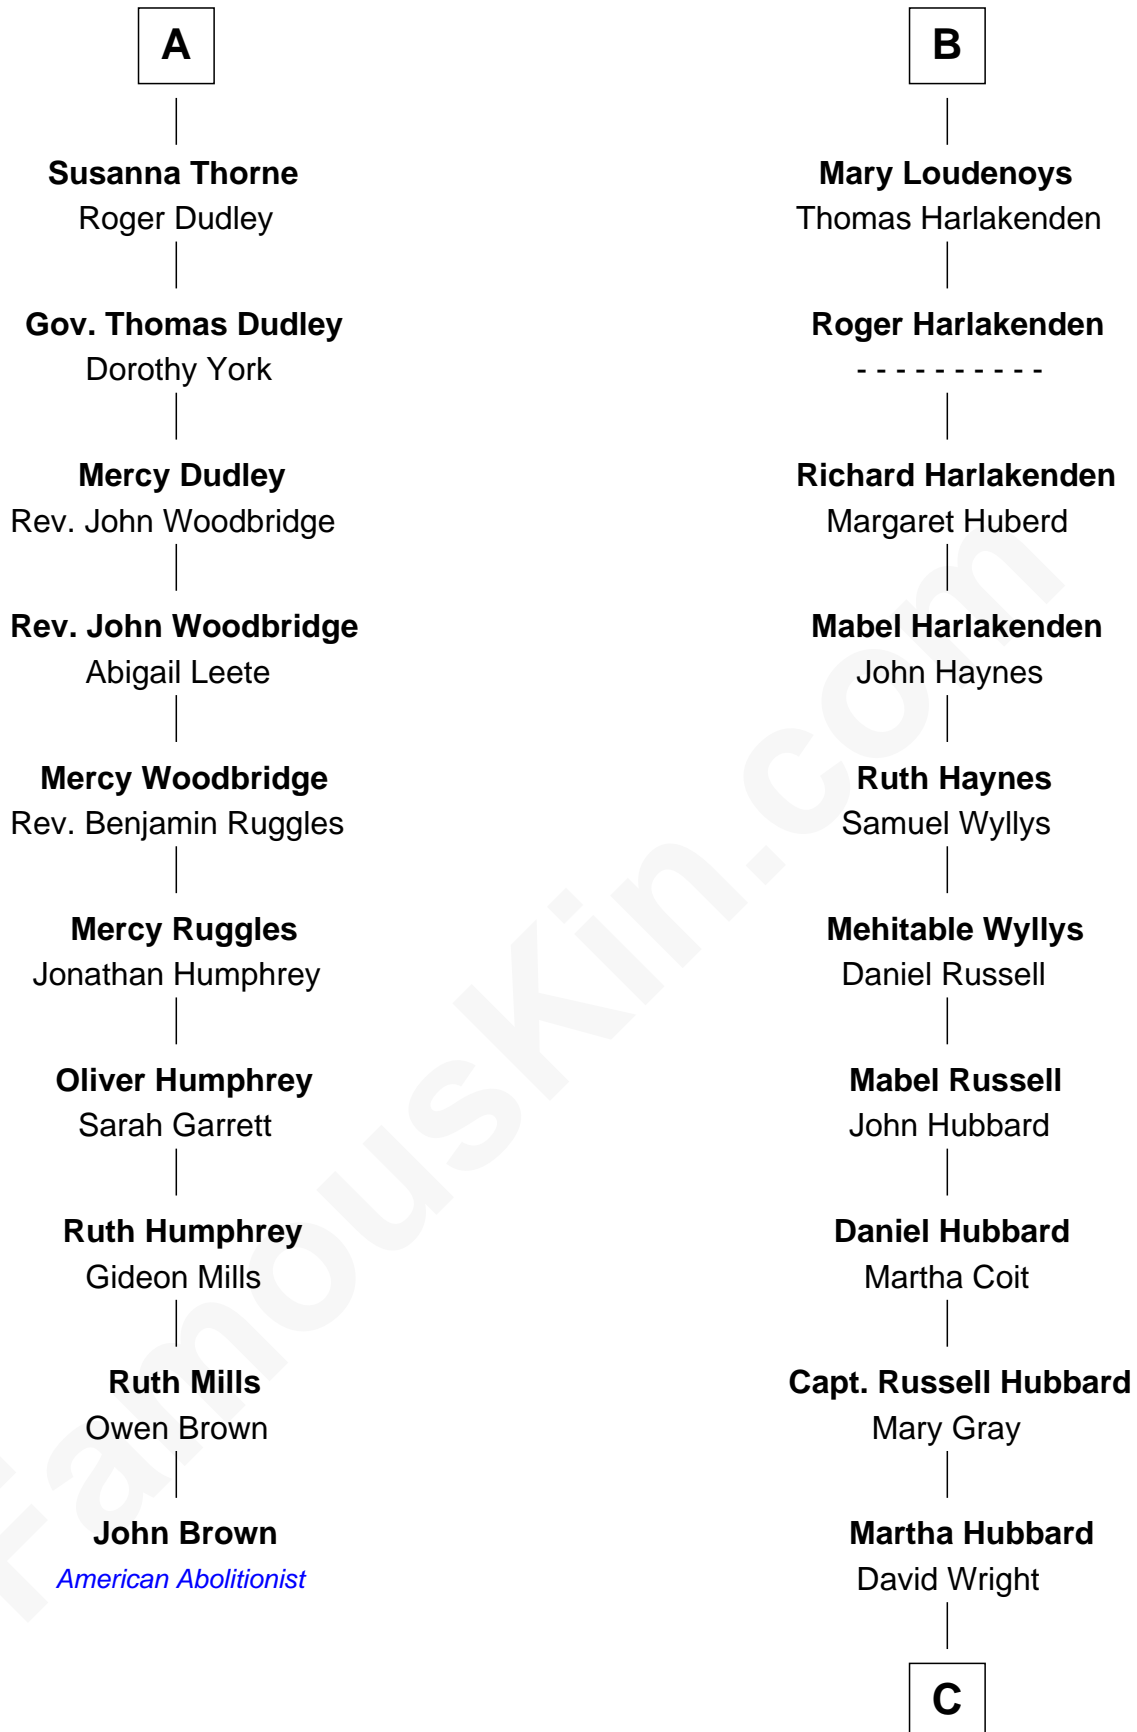 A
Susanna Thorne
Roger Dudley
Gov. Thomas Dudley
Dorothy York
Mercy Dudley
Rev. John Woodbridge
Rev. John Woodbridge
Abigail Leete
Mercy Woodbridge
Rev. Benjamin Ruggles
Mercy Ruggles
Jonathan Humphrey
Oliver Humphrey
Sarah Garrett
Ruth Humphrey
Gideon Mills
Ruth Mills
Owen Brown
John Brown
American Abolitionist
B
Mary Loudenoys
Thomas Harlakenden
Roger Harlakenden
- - - - - - - - - -
Richard Harlakenden
Margaret Huberd
Mabel Harlakenden
John Haynes
Ruth Haynes
Samuel Wyllys
Mehitable Wyllys
Daniel Russell
Mabel Russell
John Hubbard
Daniel Hubbard
Martha Coit
Capt. Russell Hubbard
Mary Gray
Martha Hubbard
David Wright
C
FamousKin.com